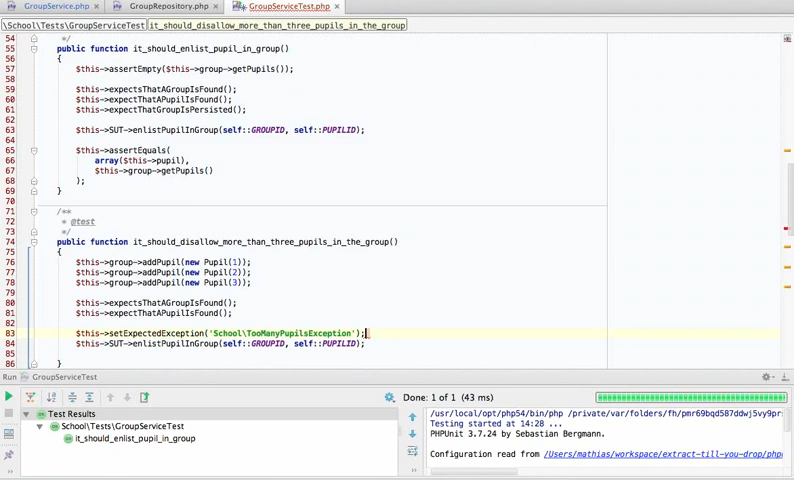 GroupService.php GroupRepository.php GroupServiceTest.php
\School\Tests\GroupServiceTest it_should_disallow_more_than_three_pupils_in_the_group
54 */
55 public function it_should_enlist_pupil_in_group()
56 {
57 $this->assertEmpty($this->group->getPupils());
58
59 $this->expectsThatAGroupIsFound();
60 $this->expectsThatAPupilIsFound();
61 $this->expectThatGroupIsPersisted();
62
63 $this->SUT->enlistPupilInGroup(self::GROUPID, self::PUPILID);
64
65 $this->assertEquals(
66 array($this->pupil),
67 $this->group->getPupils()
68 );
69 }
70
71 /**
72 * @test
73 */
74 public function it_should_disallow_more_than_three_pupils_in_the_group()
75 {
76 $this->group->addPupil(new Pupil(1));
77 $this->group->addPupil(new Pupil(2));
78 $this->group->addPupil(new Pupil(3));
79
80 $this->expectsThatAGroupIsFound();
81 $this->expectsThatAPupilIsFound();
82
83 $this->setExpectedException('School\TooManyPupilsException');
84 $this->SUT->enlistPupilInGroup(self::GROUPID, self::PUPILID);
85
86 }
Run GroupServiceTest
Done: 1 of 1 (43 ms)
Test Results
School\Tests\GroupServiceTest
it_should_enlist_pupil_in_group
/usr/local/opt/php54/bin/php /private/var/folders/fh/pmr69bqd587ddwj5vy9prs
Testing started at 14:28 ...
PHPUnit 3.7.24 by Sebastian Bergmann.
Configuration read from /Users/mathias/workspace/extract-till-you-drop/php